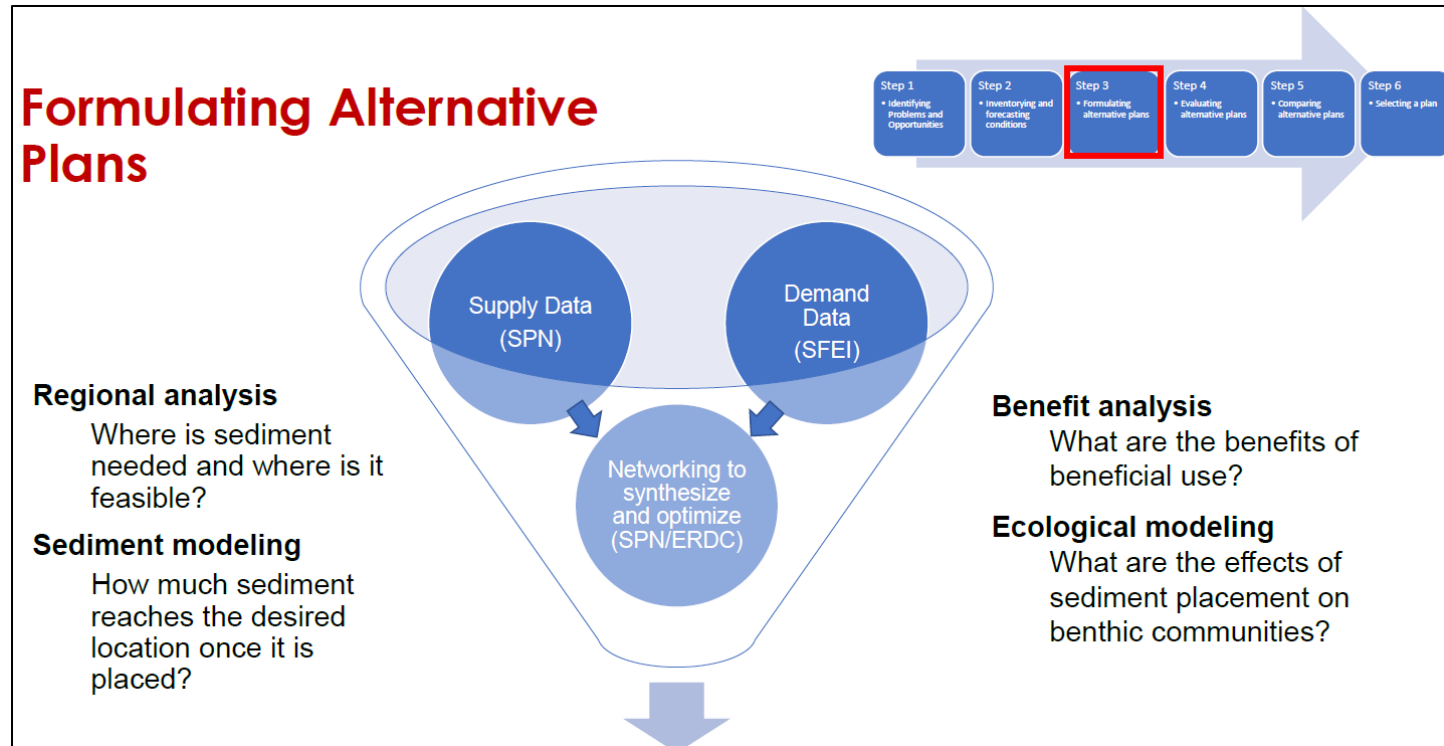 Formulating Alternative
Plans
Step 1
• Identifying
Problems and
Opportunities
Step 2
• Inventorying and
forecasting
conditions
Step 3
• Formulating
alternative plans
Step 4
• Evaluating
alternative plans
Step 5
• Comparing
alternative plans
Step 6
• Selecting a plan
Supply Data
(SPN)
Demand
Data
(SFEI)
Networking to
synthesize
and optimize
(SPN/ERDC)
Regional analysis
Where is sediment
needed and where is it
feasible?
Sediment modeling
How much sediment
reaches the desired
location once it is
placed?
Benefit analysis
What are the benefits of
beneficial use?
Ecological modeling
What are the effects of
sediment placement on
benthic communities?